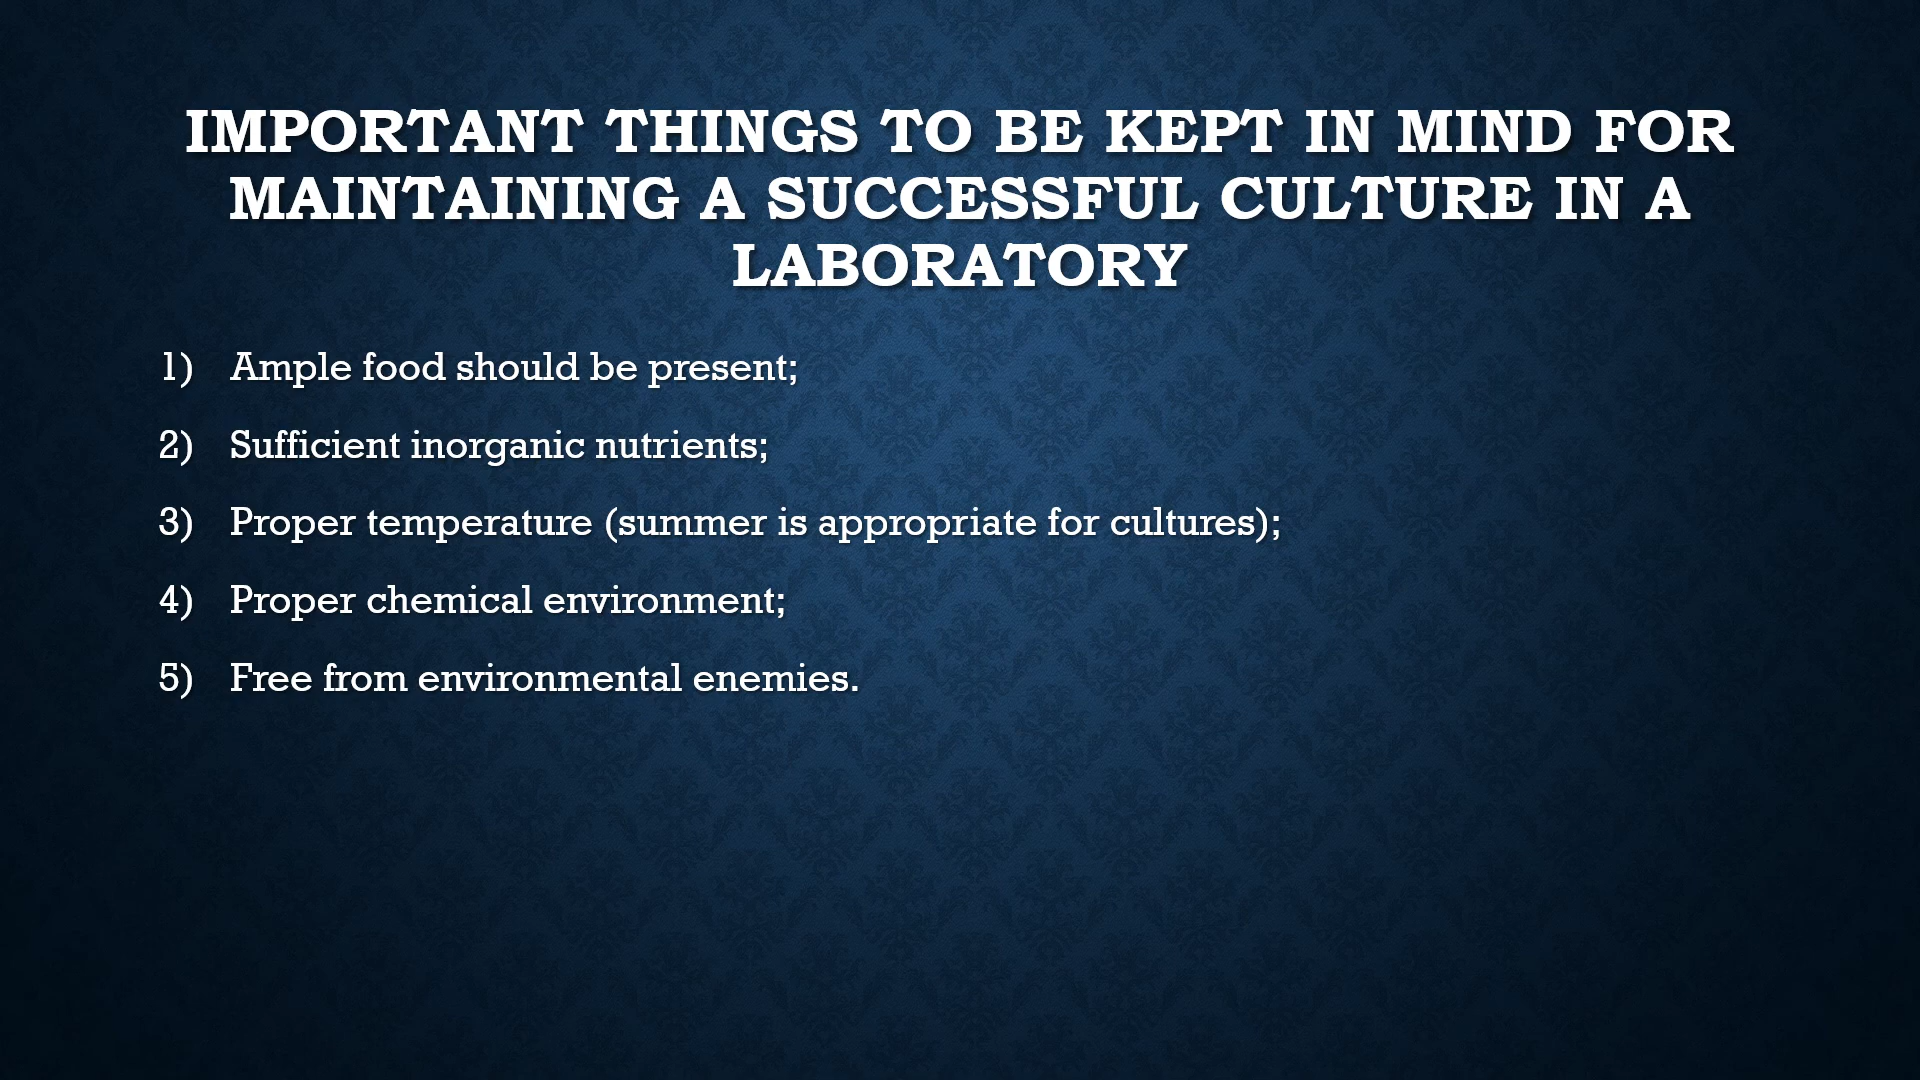 IMPORTANT THINGS TO BE KEPT IN MIND FOR
MAINTAINING A SUCCESSFUL CULTURE IN A
LABORATORY
1) Ample food should be present;
2) Sufficient inorganic nutrients;
3) Proper temperature (summer is appropriate for cultures);
4) Proper chemical environment;
5) Free from environmental enemies.